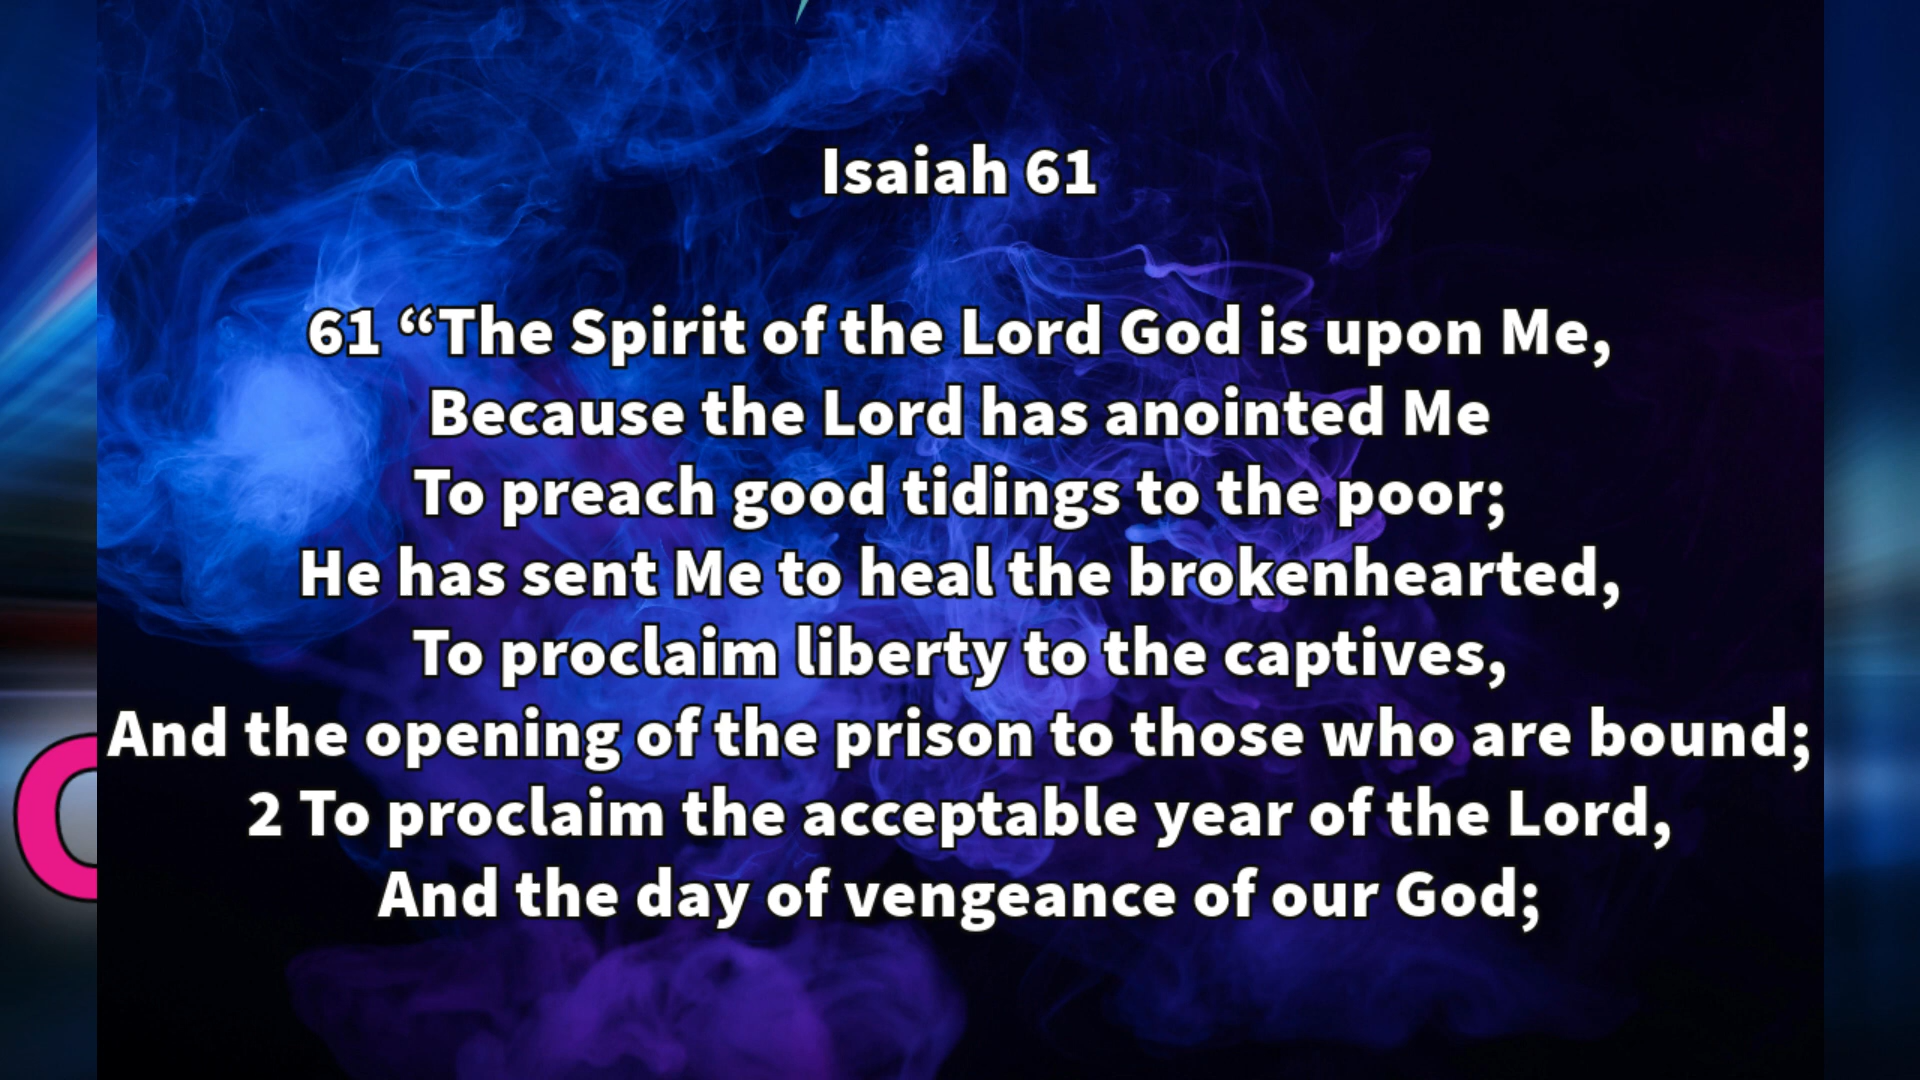 Isaiah 61
61 “The Spirit of the Lord God is upon Me,
Because the Lord has anointed Me
To preach good tidings to the poor;
He has sent Me to heal the brokenhearted,
To proclaim liberty to the captives,
And the opening of the prison to those who are bound;
2 To proclaim the acceptable year of the Lord,
And the day of vengeance of our God;